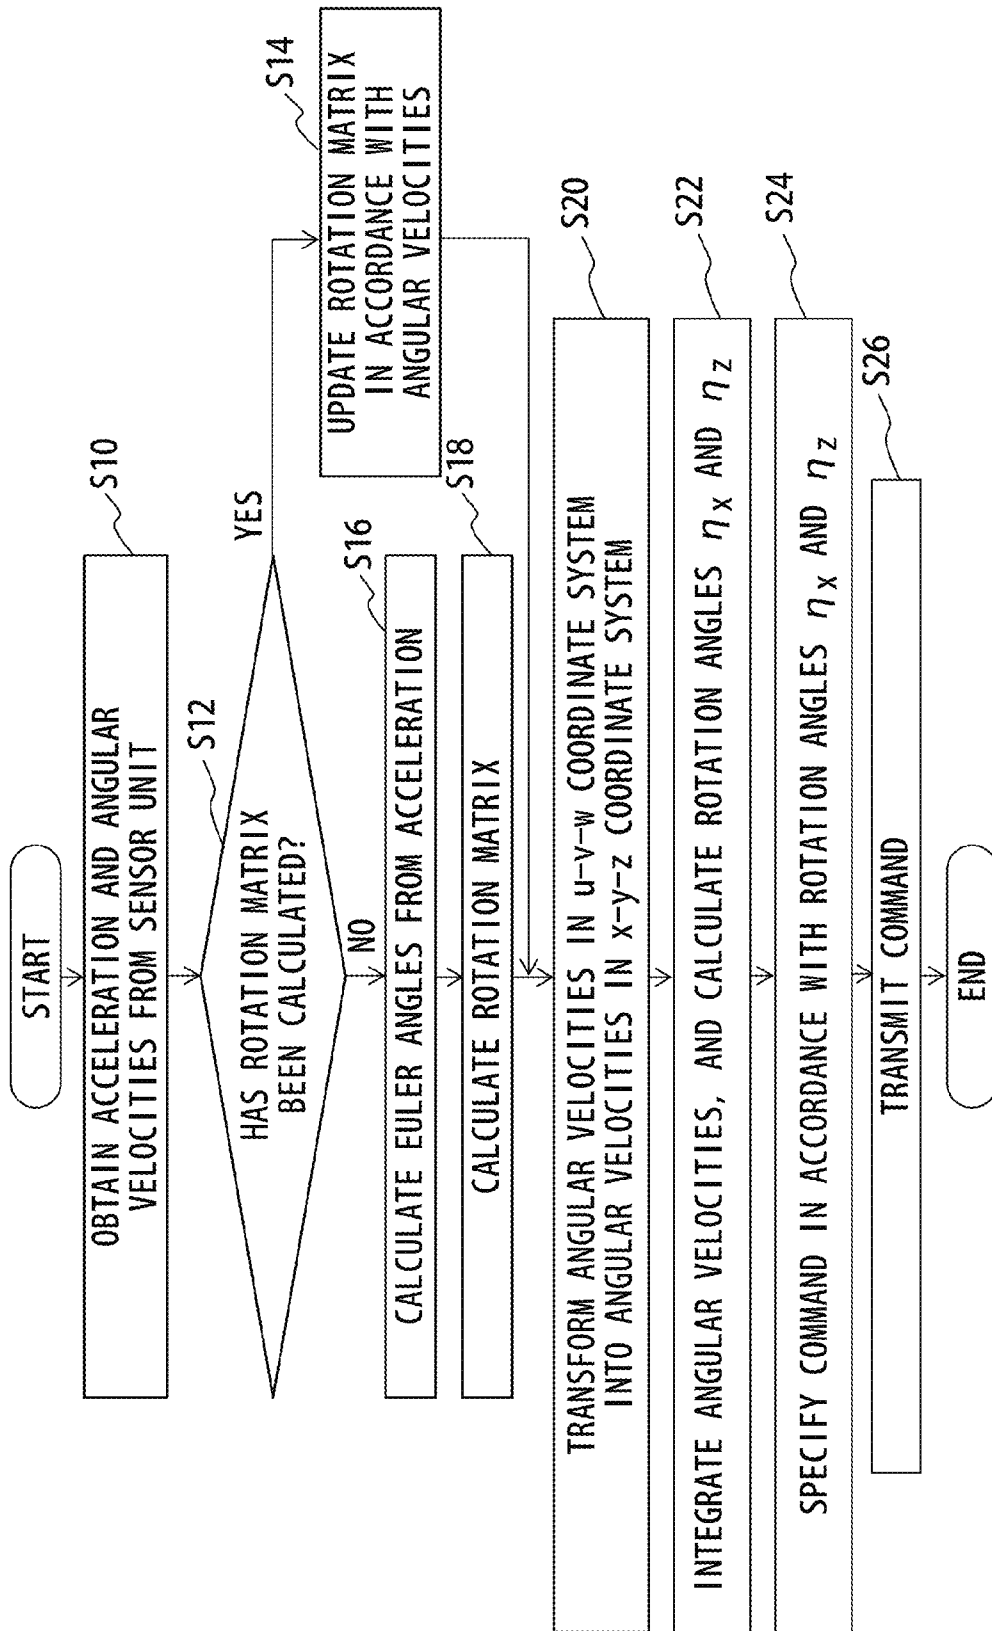 START
OBTAIN ACCELERATION AND ANGULAR
VELOCITIES FROM SENSOR UNIT
S10
HAS ROTATION MATRIX
BEEN CALCULATED?
S12
YES
NO
UPDATE ROTATION MATRIX
IN ACCORDANCE WITH
ANGULAR VELOCITIES
S14
CALCULATE EULER ANGLES FROM ACCELERATION
S16
CALCULATE ROTATION MATRIX
S18
TRANSFORM ANGULAR VELOCITIES IN u-v-w COORDINATE SYSTEM
INTO ANGULAR VELOCITIES IN x-y-z COORDINATE SYSTEM
S20
INTEGRATE ANGULAR VELOCITIES, AND CALCULATE ROTATION ANGLES ηX AND ηZ
S22
SPECIFY COMMAND IN ACCORDANCE WITH ROTATION ANGLES ηX AND ηZ
S24
TRANSMIT COMMAND
S26
END